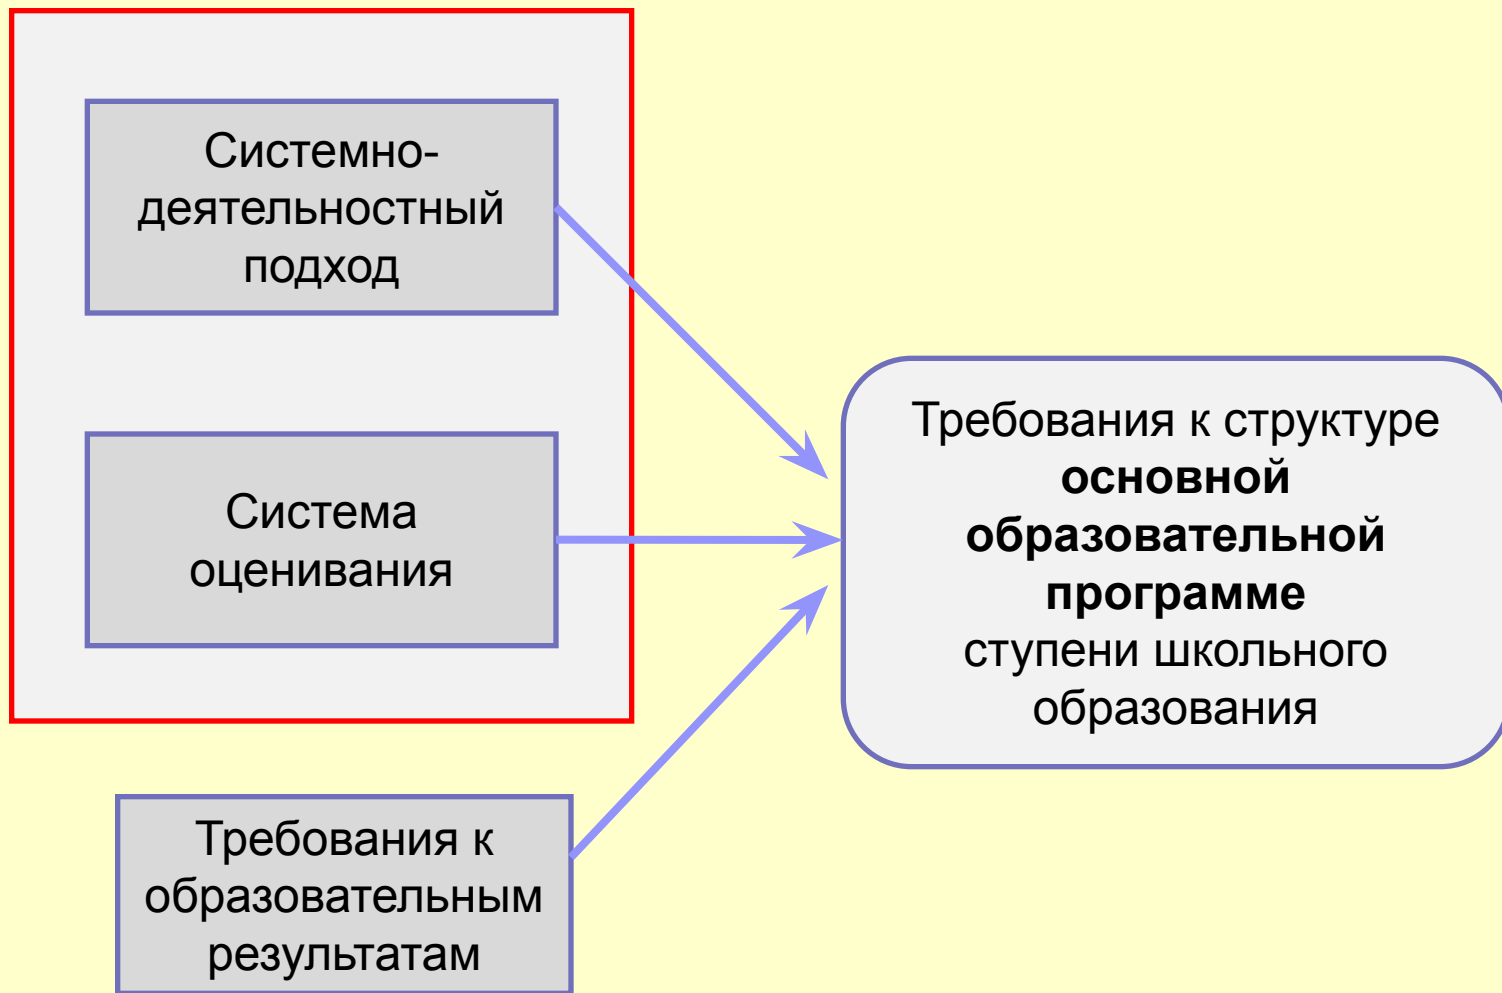 Системно-
деятельностный
подход
Система
оценивания
Требования к
образовательным
результатам
Требования к структуре
основной
образовательной
программе
ступени школьного
образования